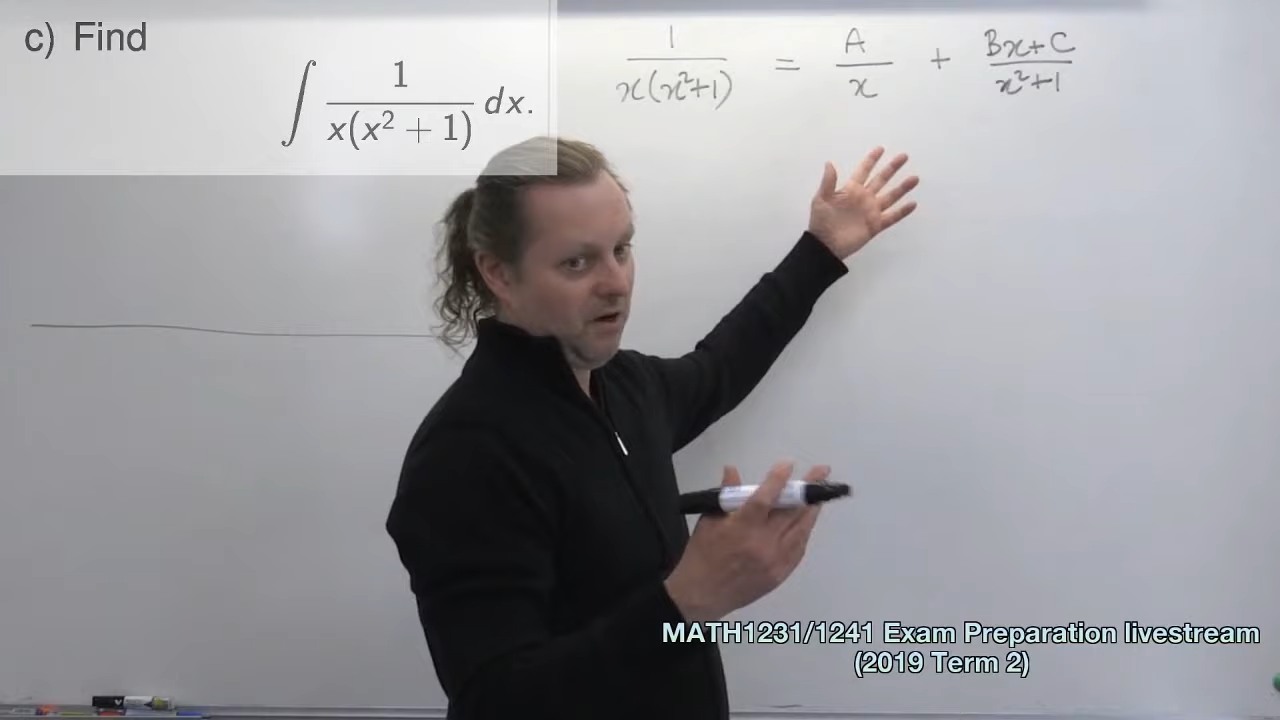 c) Find
∫ 1/(x(x² + 1)) dx.
1/(x(x²+1)) = A/x + (Bx+C)/(x²+1)
MATH1231/1241 Exam Preparation livestream
(2019 Term 2)